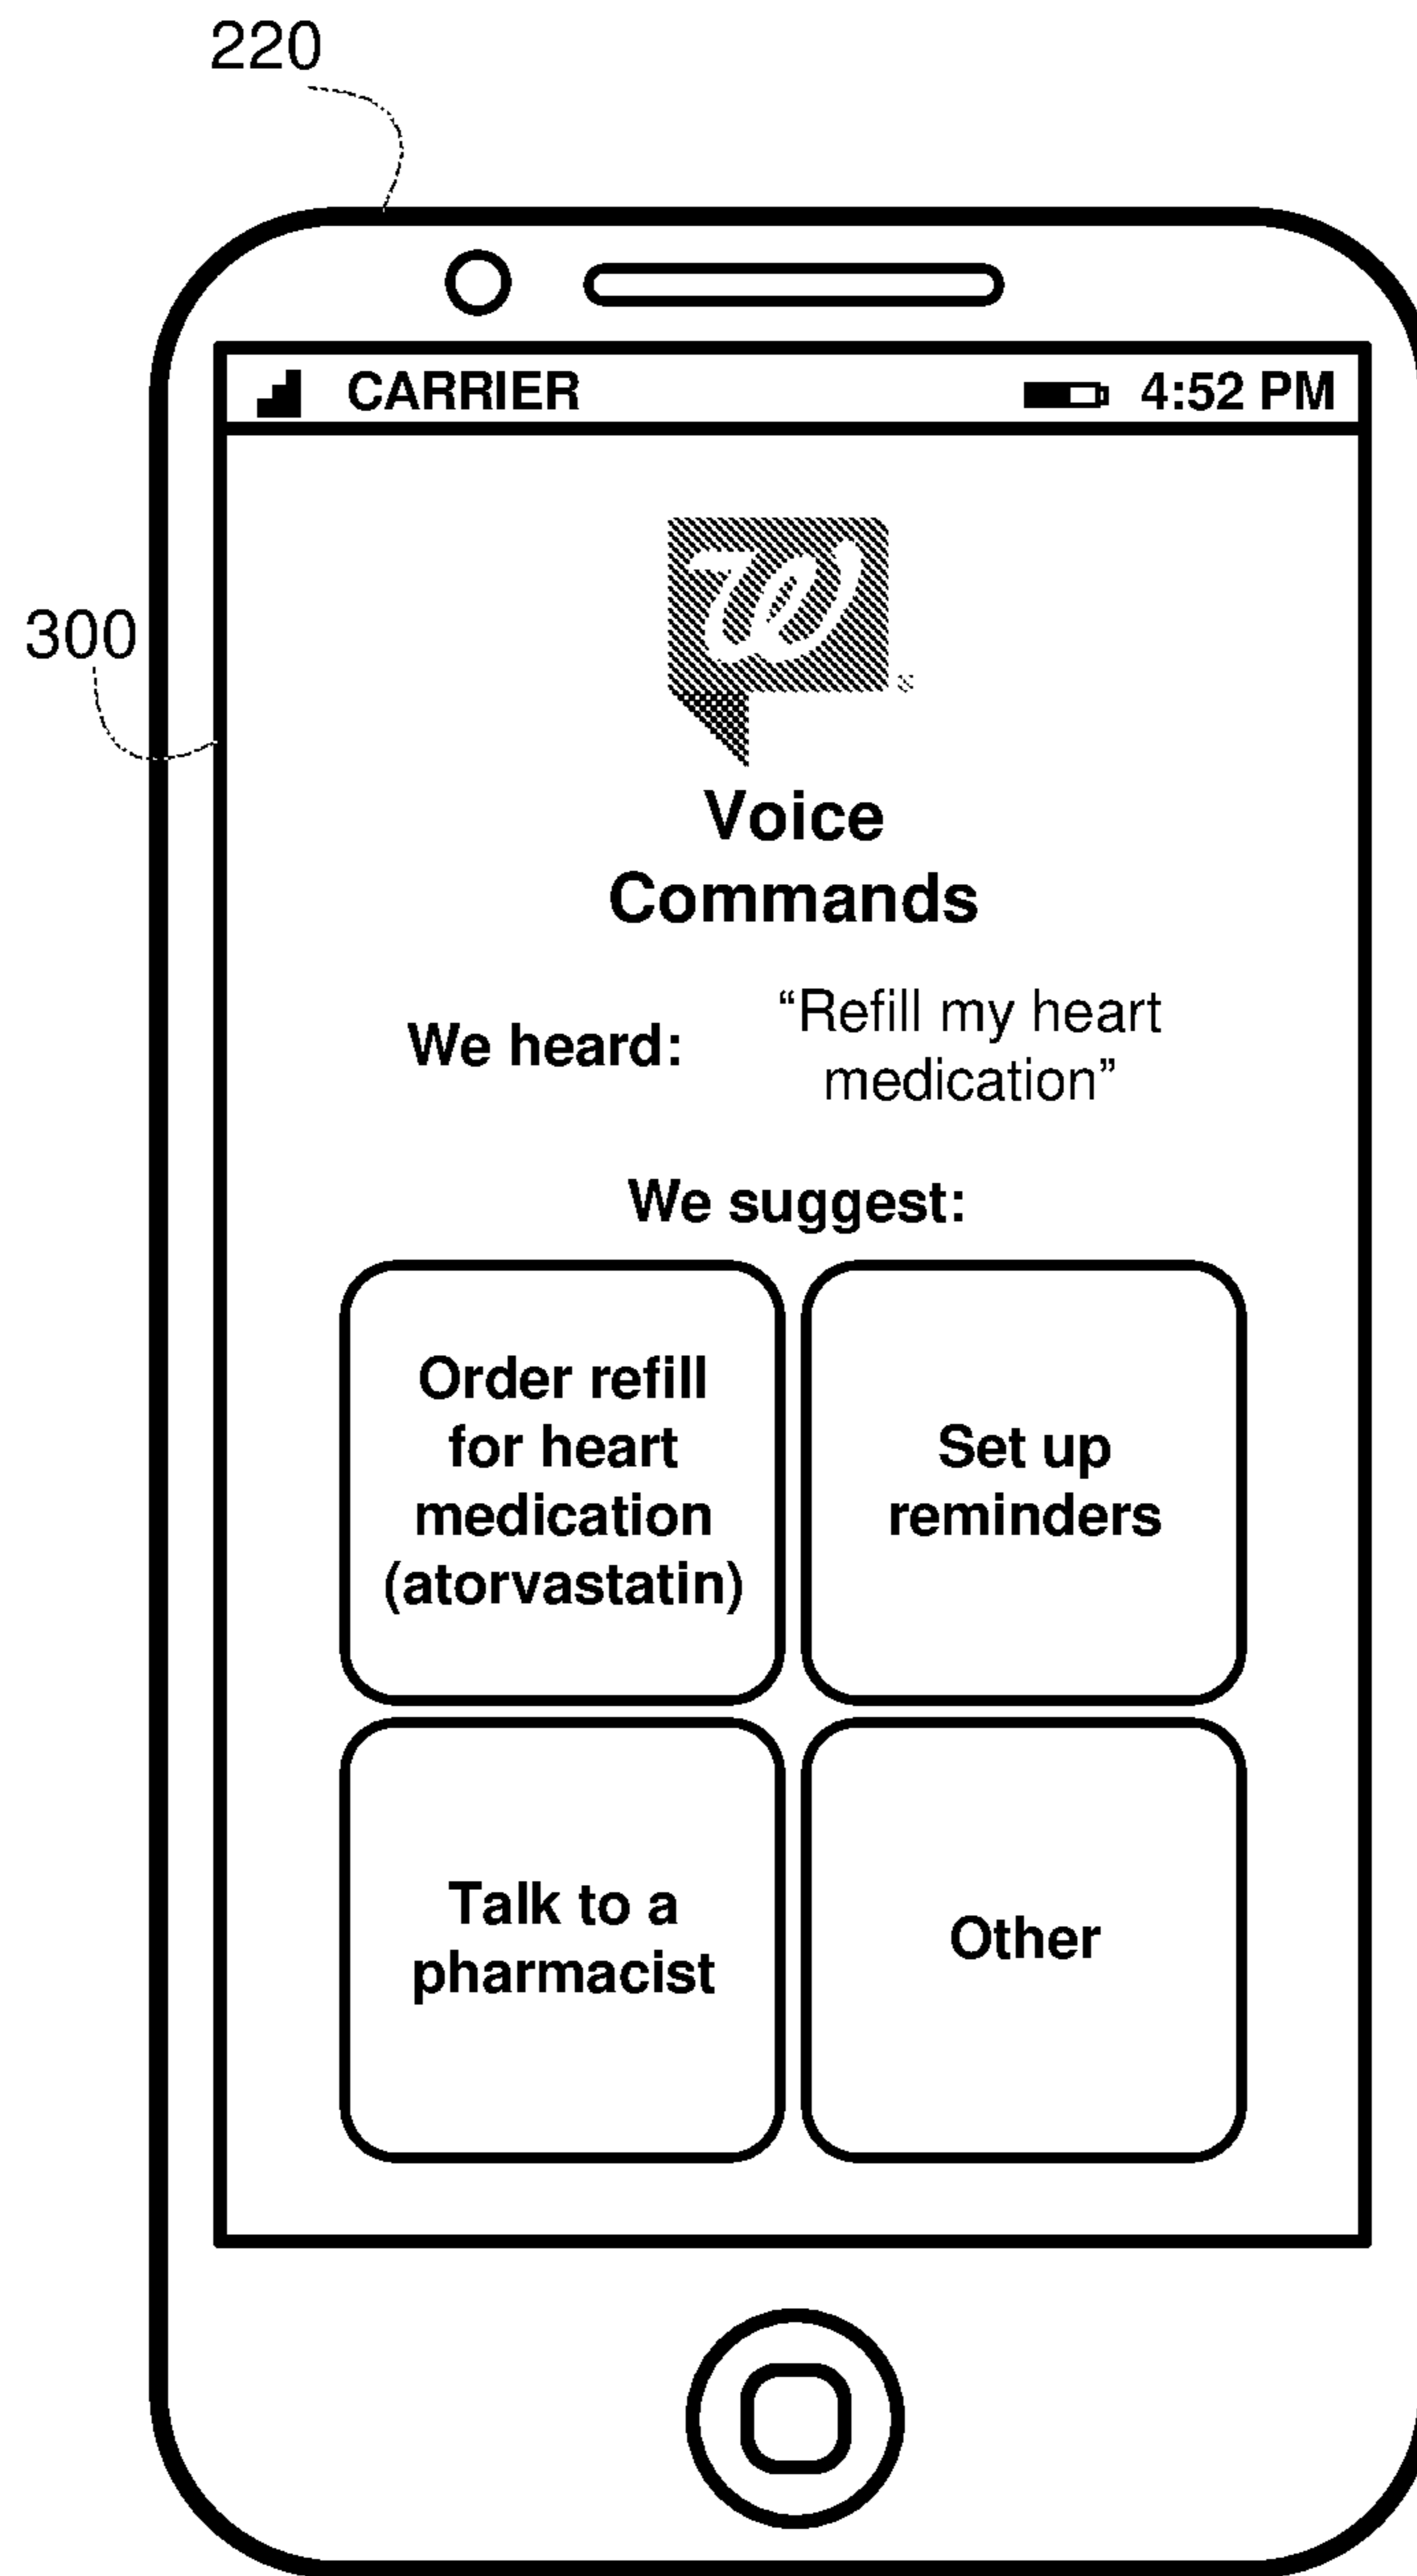 220
CARRIER 4:52 PM
300
W
Voice
Commands
We heard:
“Refill my heart
medication”
We suggest:
Order refill
for heart
medication
(atorvastatin)
Set up
reminders
Talk to a
pharmacist
Other